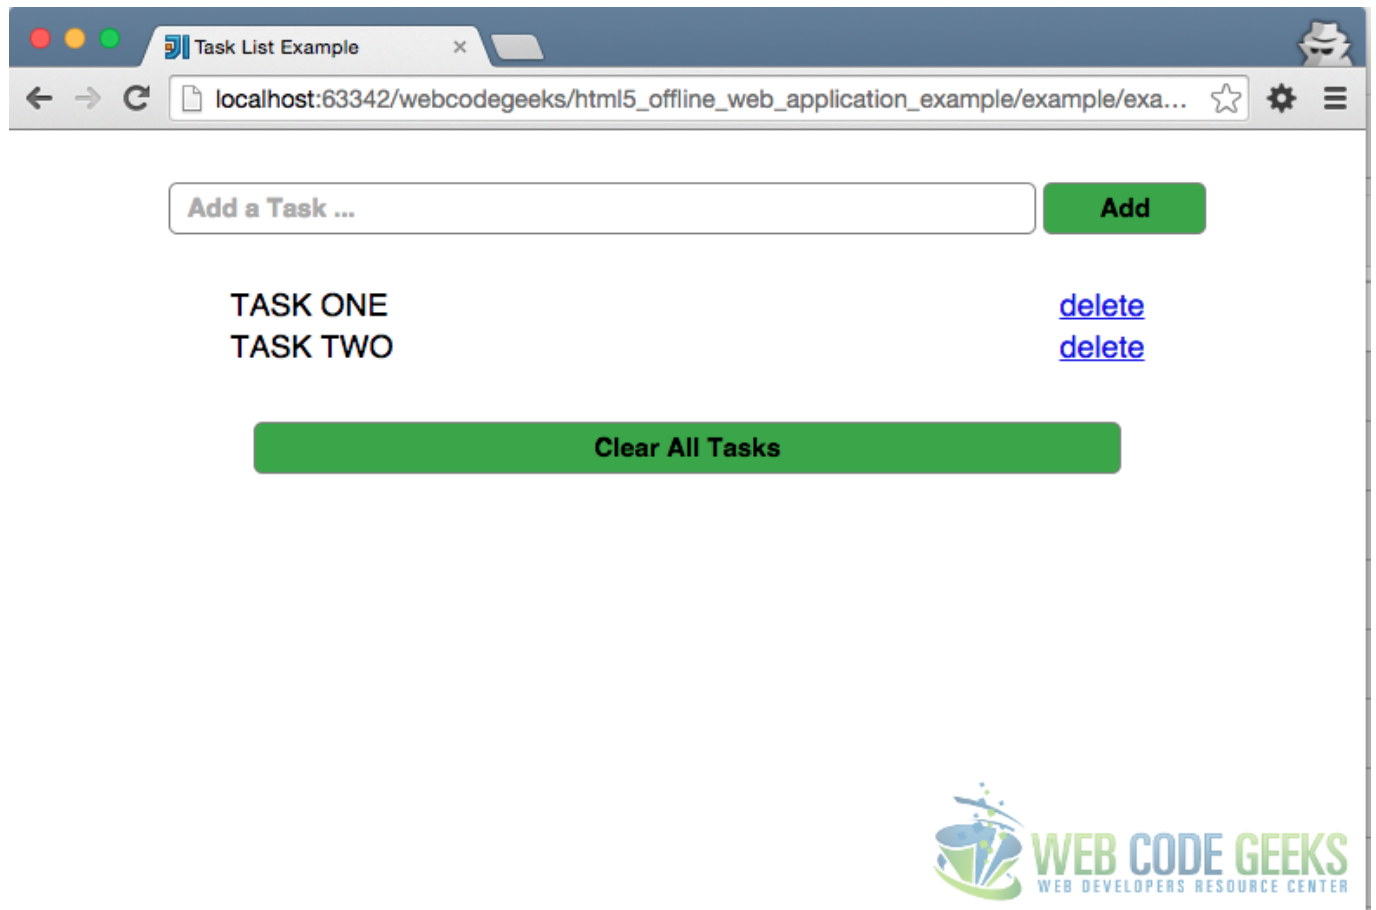 Task List Example
localhost:63342/webcodegeeks/html5_offline_web_application_example/example/exa...
Add a Task ...
Add
TASK ONE
delete
TASK TWO
delete
Clear All Tasks
WEB CODE GEEKS
WEB DEVELOPERS RESOURCE CENTER